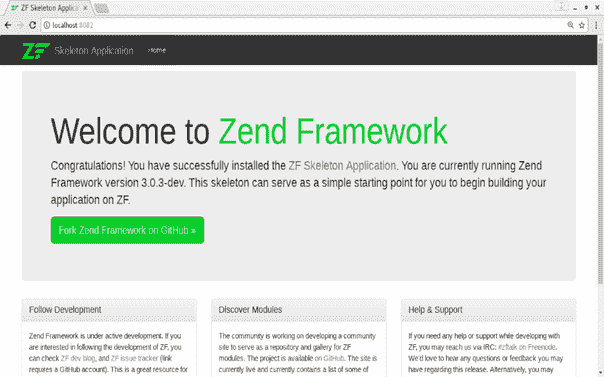 ZF Skeleton Applica
localhost:8082
ZF Skeleton Application Home
Welcome to Zend Framework
Congratulations! You have successfully installed the ZF Skeleton Application. You are currently running Zend
Framework version 3.0.3-dev. This skeleton can serve as a simple starting point for you to begin building your
application on ZF.
Fork Zend Framework on GitHub »
Follow Development
Zend Framework is under active development. If you
are interested in following the development of ZF, you
can check ZF dev blog, and ZF issue tracker (link
requires a GitHub account). This is a great resource for
Discover Modules
The community is working on developing a community
site to serve as a repository and gallery for ZF
modules. The project is available on GitHub. The site is
currently live and currently contains a list of some of
Help & Support
If you need any help or support while developing with
ZF, you may reach us via IRC: #zftalk on Freenode.
We'd love to hear any questions or feedback you may
have regarding this release. Alternatively, you may